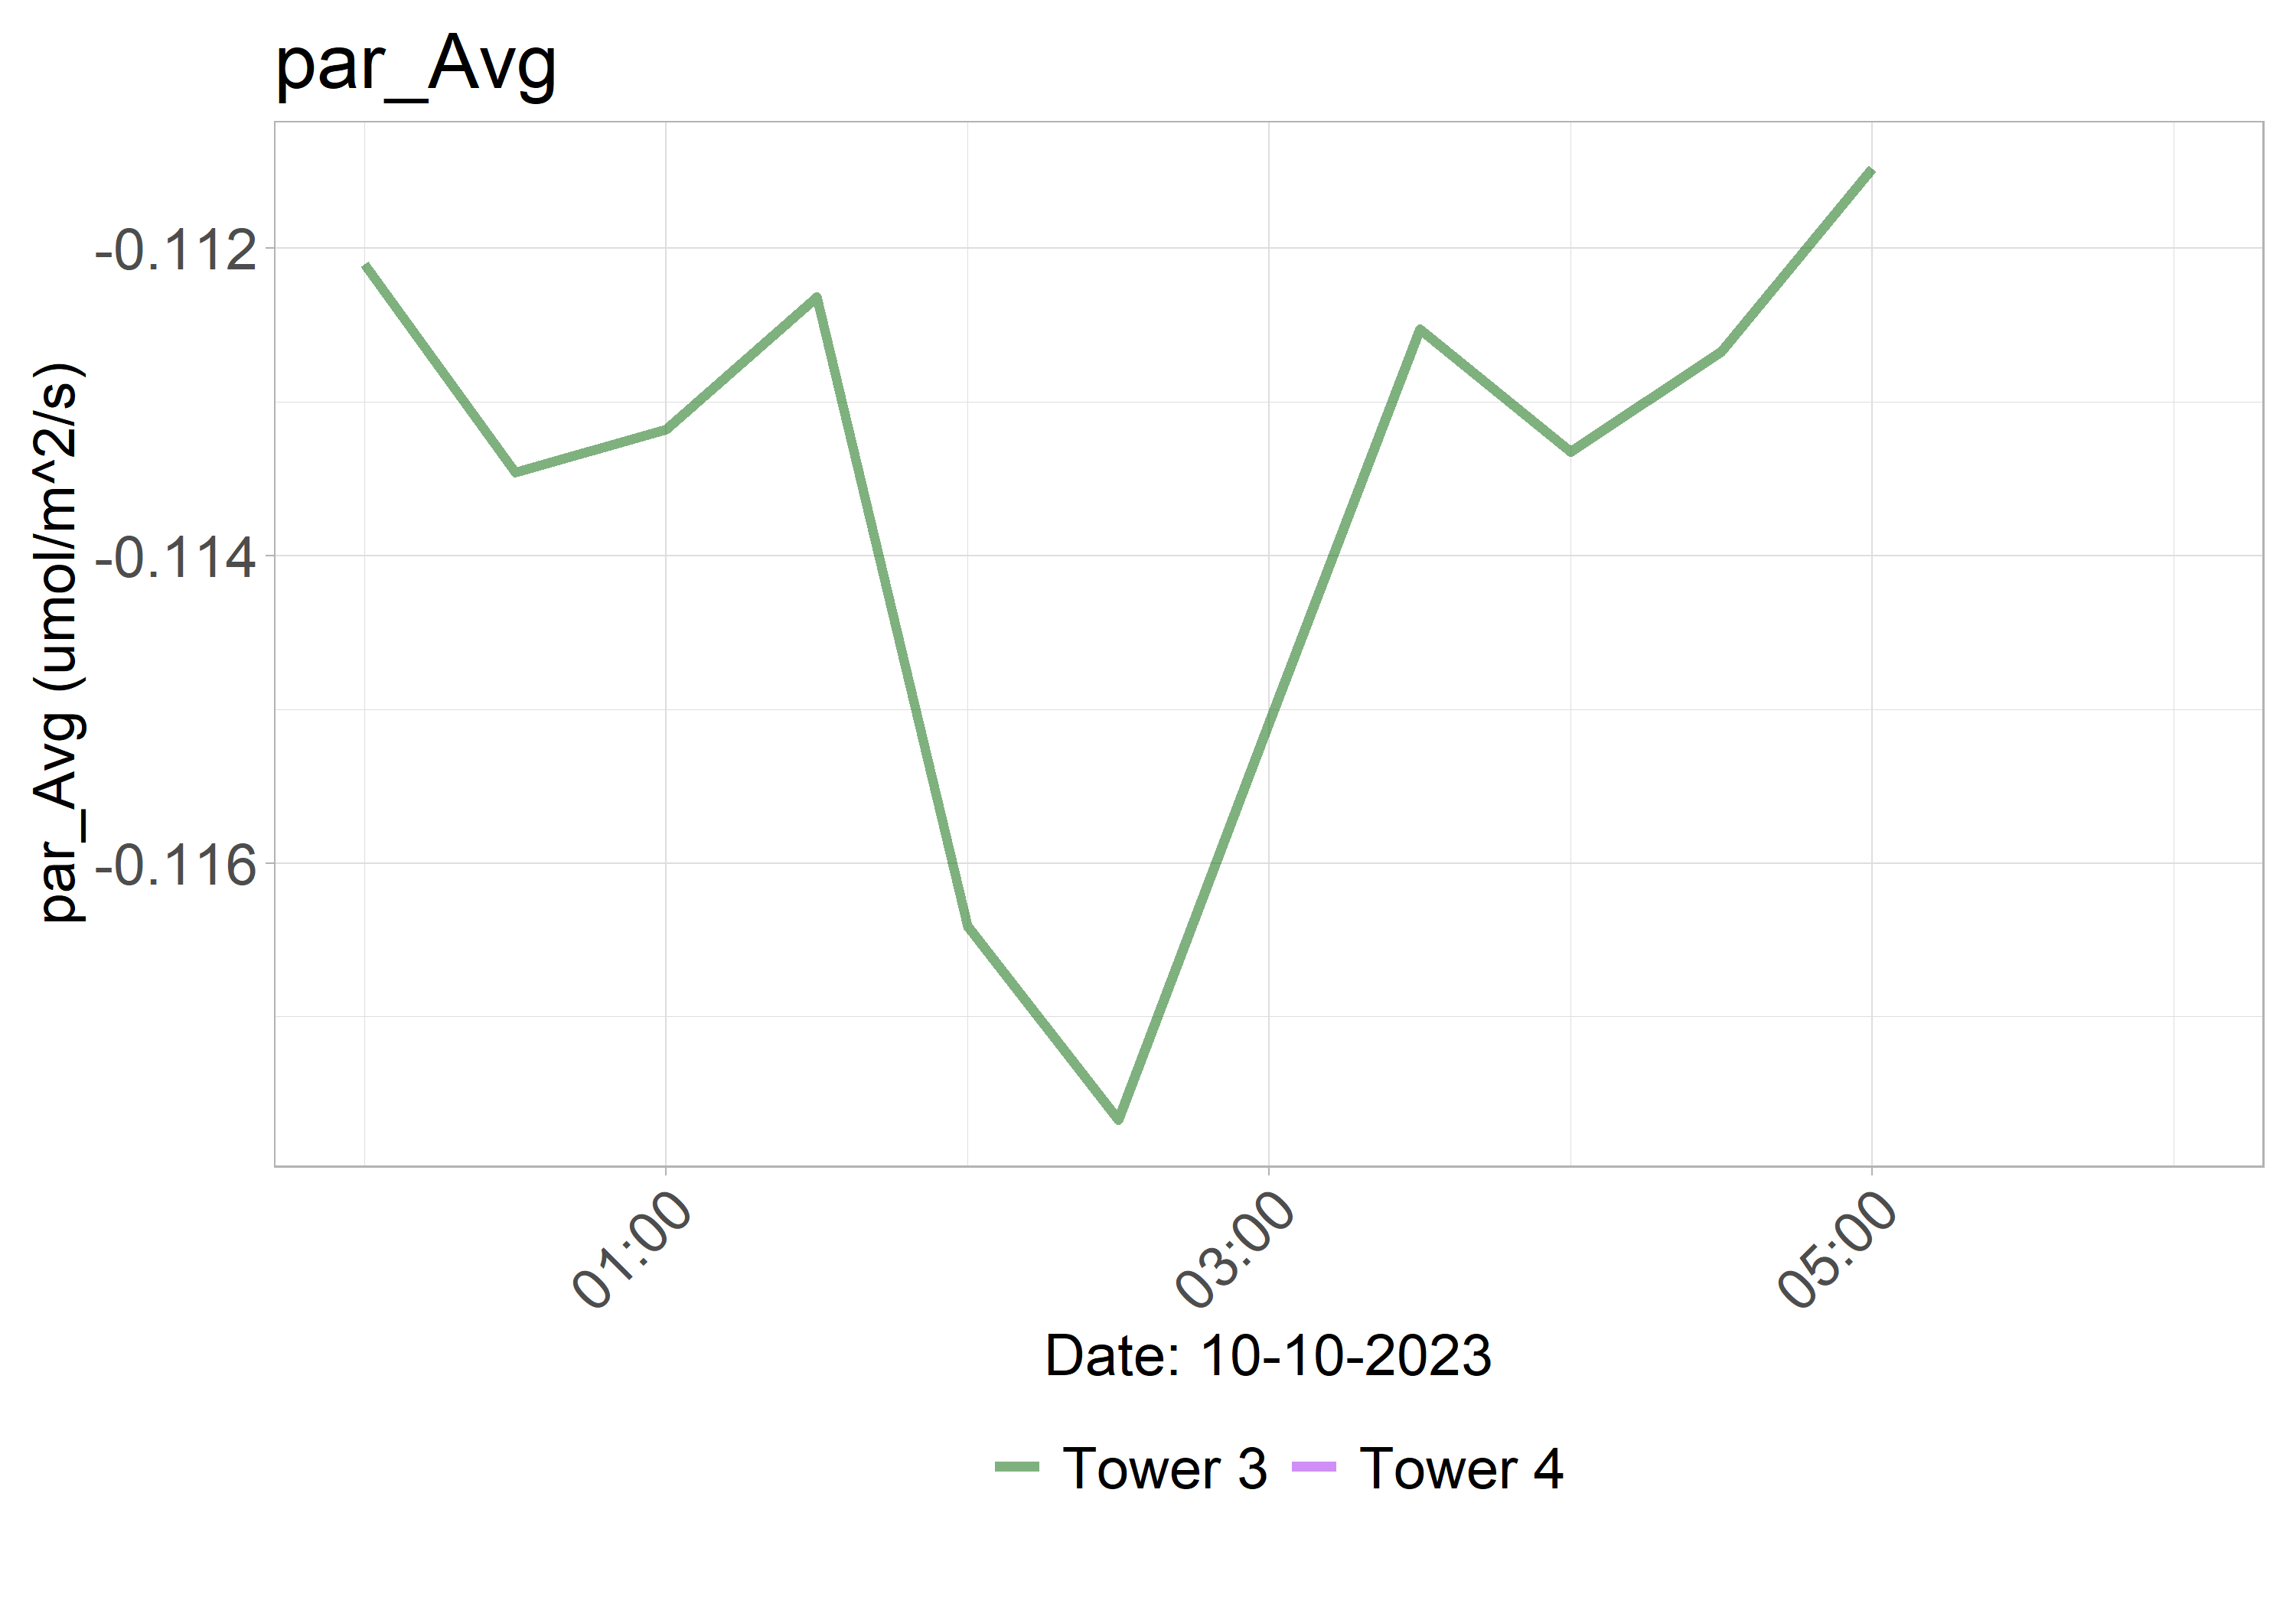 par_Avg
par_Avg (umol/m^2/s)
-0.112
-0.114
-0.116
01:00
03:00
05:00
Date: 10-10-2023
Tower 3
Tower 4